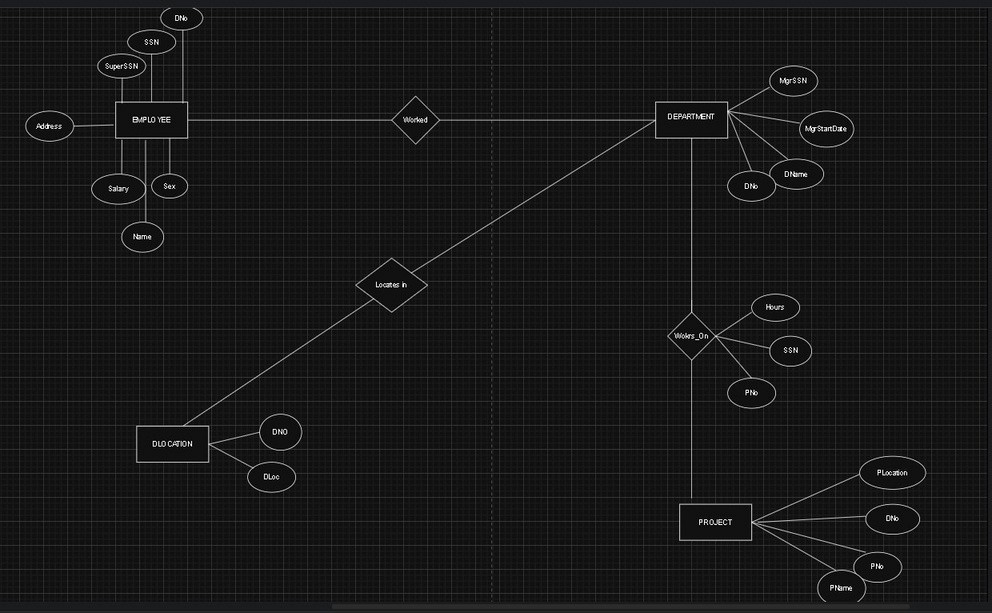 DNo
SSN
SuperSSN
MgrSSN
EMPLOYEE
Worked
DEPARTMENT
Address
MgrStartDate
DName
Salary
Sex
DNo
Name
Locates in
Hours
Wokrs_On
SSN
PNo
DNO
DLOCATION
DLoc
PLocation
DNo
PROJECT
PNo
PName